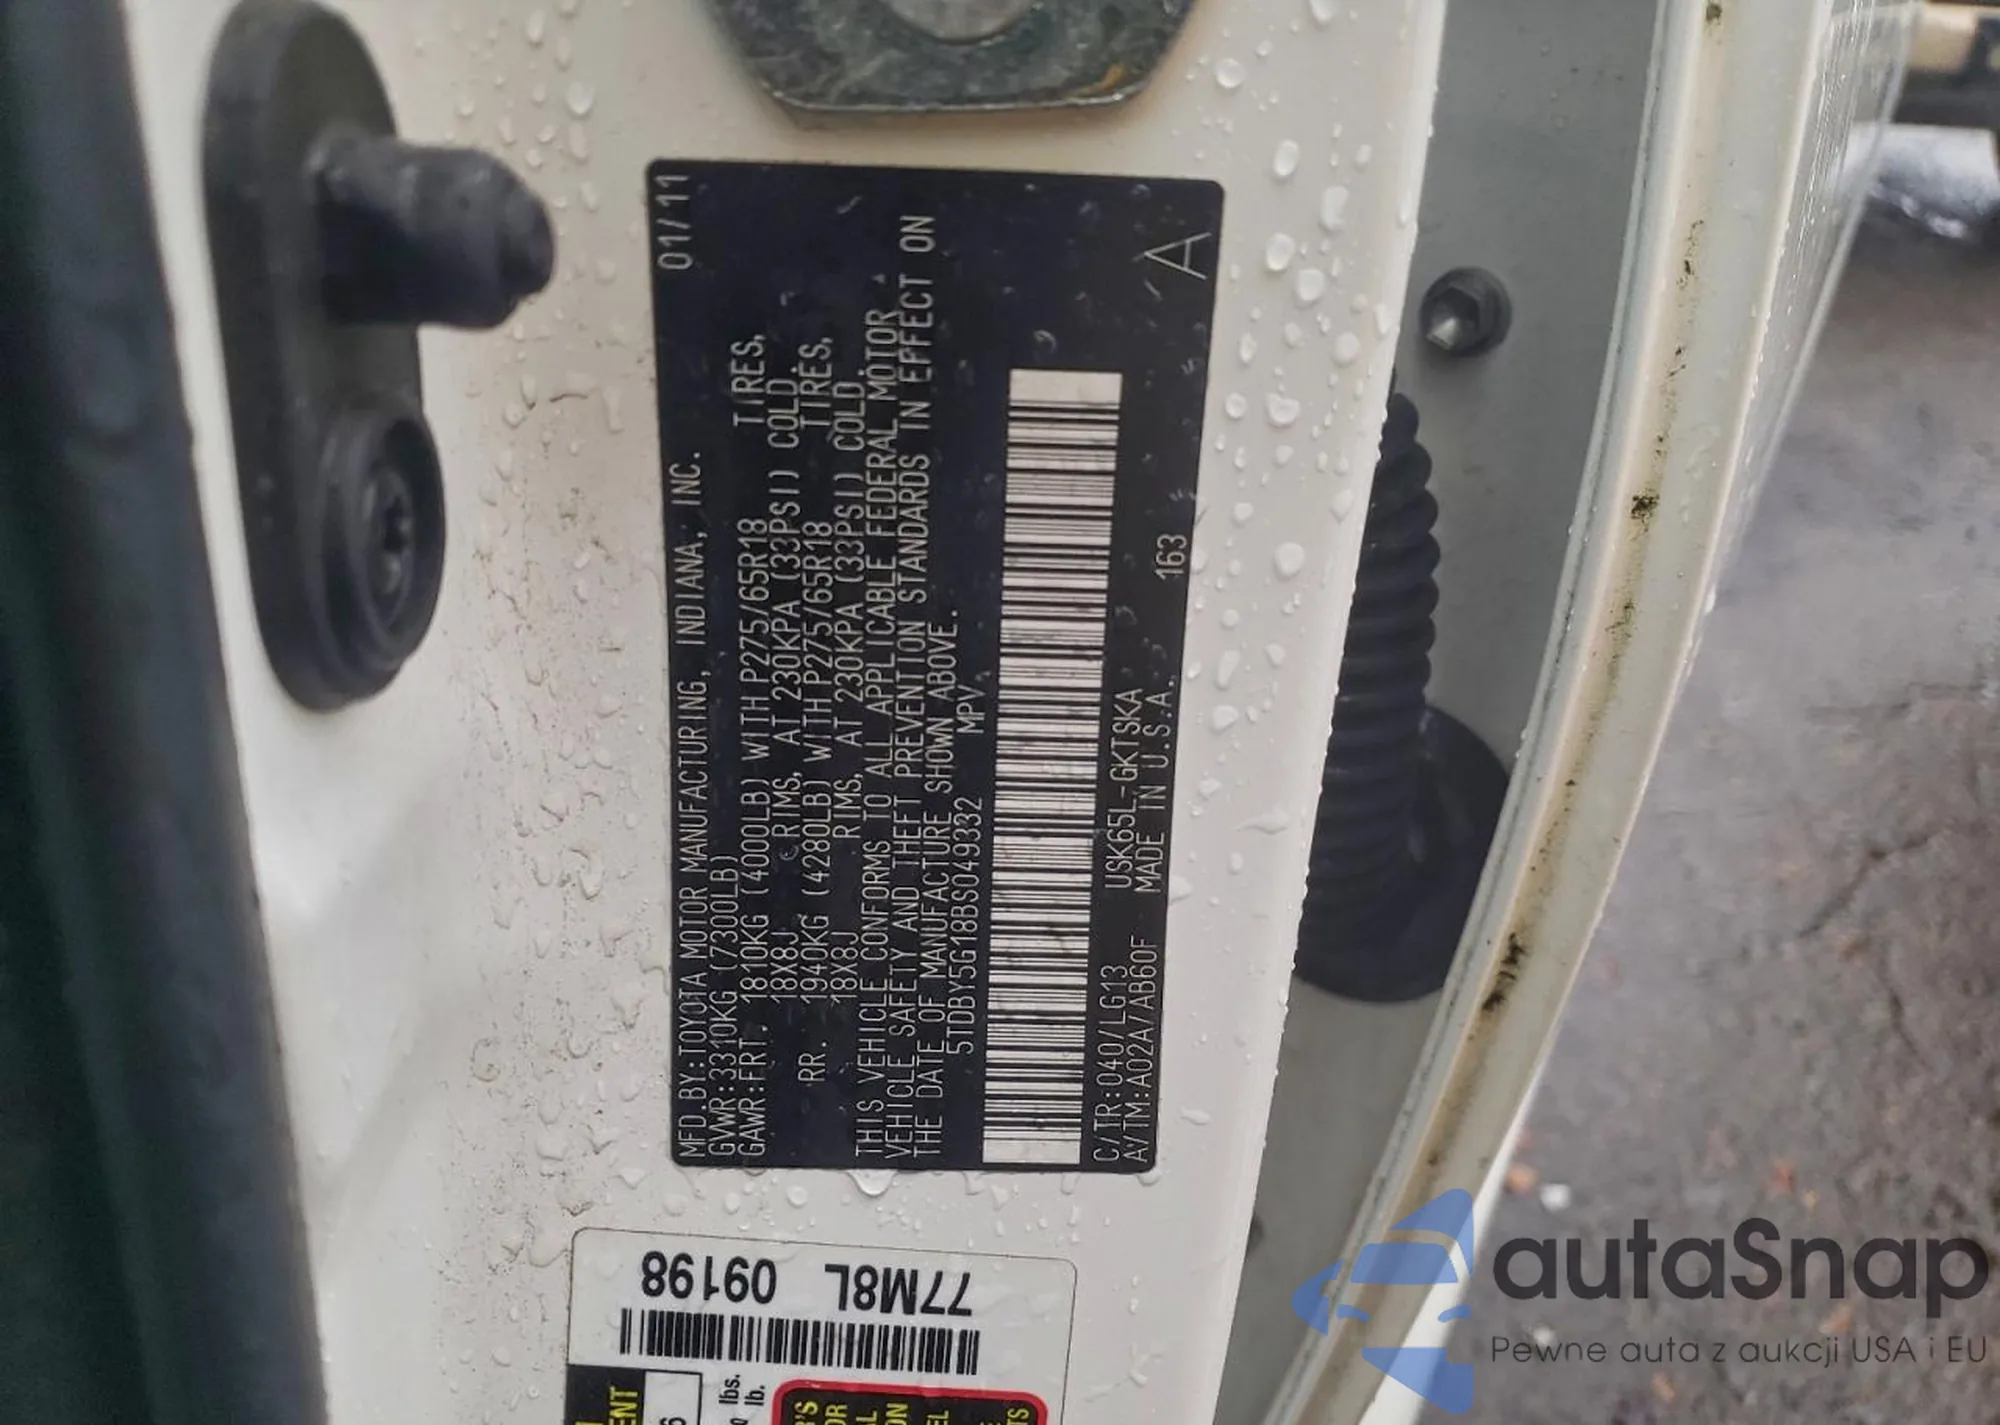 01/11
MFD.BY:TOYOTA MOTOR MANUFACTURING, INDIANA, INC.
GVWR:3310KG (7300LB)
GAWR:FRT. 1810KG (4000LB) WITH P275/65R18 TIRES,
18X8J RIMS, AT 230KPA (33PSI) COLD.
RR. 1940KG (4280LB) WITH P275/65R18 TIRES,
18X8J RIMS, AT 230KPA (33PSI) COLD.
THIS VEHICLE CONFORMS TO ALL APPLICABLE FEDERAL MOTOR
VEHICLE SAFETY AND THEFT PREVENTION STANDARDS IN EFFECT ON
THE DATE OF MANUFACTURE SHOWN ABOVE.
5TDBY5G18BS049332 MPV
C/TR:040/LG13 USK65L-GKTSKA
A/TM:A02A/AB60F MADE IN U.S.A. 163
A
77M8L 09198
lbs.
lb.
autaSnap
Pewne auta z aukcji USA i EU